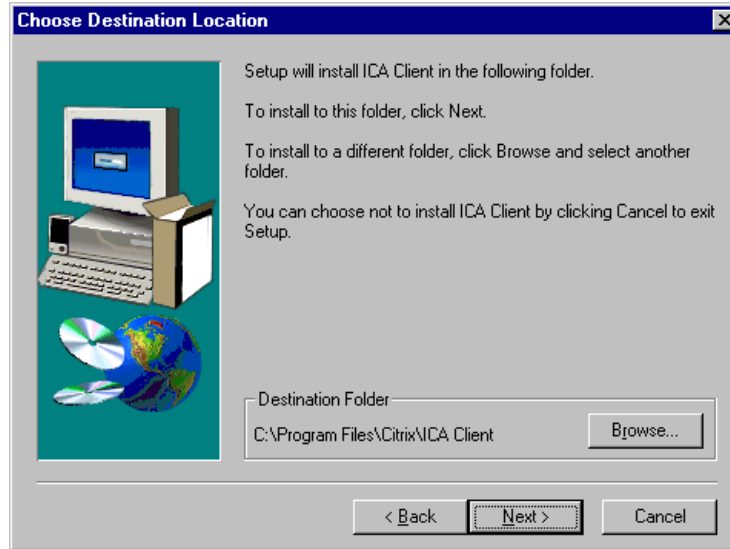 Choose Destination Location
Setup will install ICA Client in the following folder.
To install to this folder, click Next.
To install to a different folder, click Browse and select another
folder.
You can choose not to install ICA Client by clicking Cancel to exit
Setup.
Destination Folder
C:\Program Files\Citrix\ICA Client
Browse...
< Back
Next >
Cancel